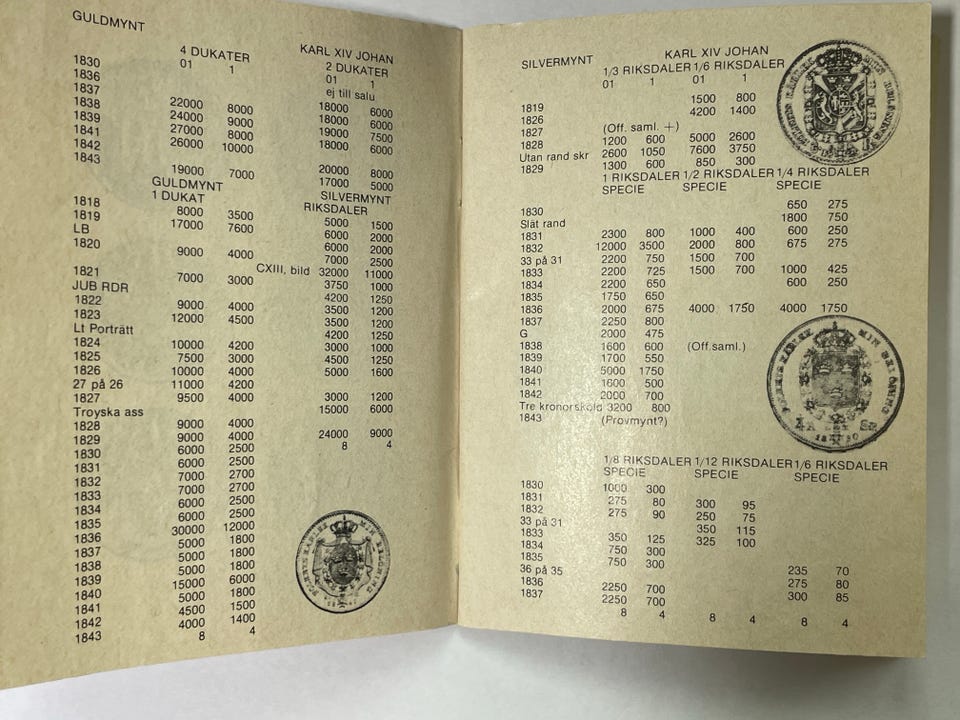 GULDMYNT
KARL XIV JOHAN
4 DUKATER 2 DUKATER
01 1 01 1
1830 ej till salu
1836 18000 6000
1837 22000 8000 18000 6000
1838 24000 9000 19000 7500
1839 27000 8000 18000 6000
1841 26000 10000
1842 20000 8000
1843 19000 7000 17000 5000
GULDMYNT SILVERMYNT
1 DUKAT RIKSDALER
1818 8000 3500 5000 1500
1819 17000 7600 6000 2000
LB 6000 2000
1820 9000 4000 7000 2500
CXIII, bild 32000 11000
1821 7000 3000 3750 1000
JUB RDR 4200 1250
1822 9000 4000 3500 1200
1823 12000 4500 3500 1200
Lt Porträtt 4200 1250
1824 10000 4200 3000 1000
1825 7500 3000 4500 1250
1826 10000 4000 5000 1600
27 på 26 11000 4200
1827 9500 4000 3000 1200
Troyska ass 15000 6000
1828 9000 4000
1829 9000 4000 24000 9000
1830 6000 2500 8 4
1831 6000 2500
1832 7000 2700
1833 7000 2700
1834 6000 2500
1835 6000 2500
1836 30000 12000
1837 5000 1800
1838 5000 1800
1839 5000 1800
1840 15000 6000
1841 5000 1800
1842 4500 1500
1843 4000 1400
8 4
SILVERMYNT KARL XIV JOHAN
1/3 RIKSDALER 1/6 RIKSDALER
01 1 01 1
1819 1500 800
1826 4200 1400
1827 (Off. saml. +)
1828 1200 600 5000 2600
Utan rand skr 2600 1050 7600 3750
1829 1300 600 850 300
1 RIKSDALER 1/2 RIKSDALER 1/4 RIKSDALER
SPECIE SPECIE SPECIE
1830 650 275
Slät rand 1800 750
1831 2300 800 1000 400 600 250
1832 12000 3500 2000 800 675 275
33 på 31 2200 750 1500 700
1833 2200 725 1500 700 1000 425
1834 2200 650 600 250
1835 1750 650
1836 2000 675 4000 1750 4000 1750
1837 2250 800
G 2000 475
1838 1600 600 (Off.saml.)
1839 1700 550
1840 5000 1750
1841 1600 500
1842 2000 700
Tre kronorsköld 3200 800
1843 (Provmynt?)
1/8 RIKSDALER 1/12 RIKSDALER 1/6 RIKSDALER
SPECIE SPECIE SPECIE
1830 1000 300
1831 275 80 300 95
1832 275 90 250 75
33 på 31 350 115
1833 350 125 325 100
1834 750 300
1835 750 300 235 70
36 på 35 275 80
1836 2250 700 300 85
1837 2250 700
8 4 8 4 8 4